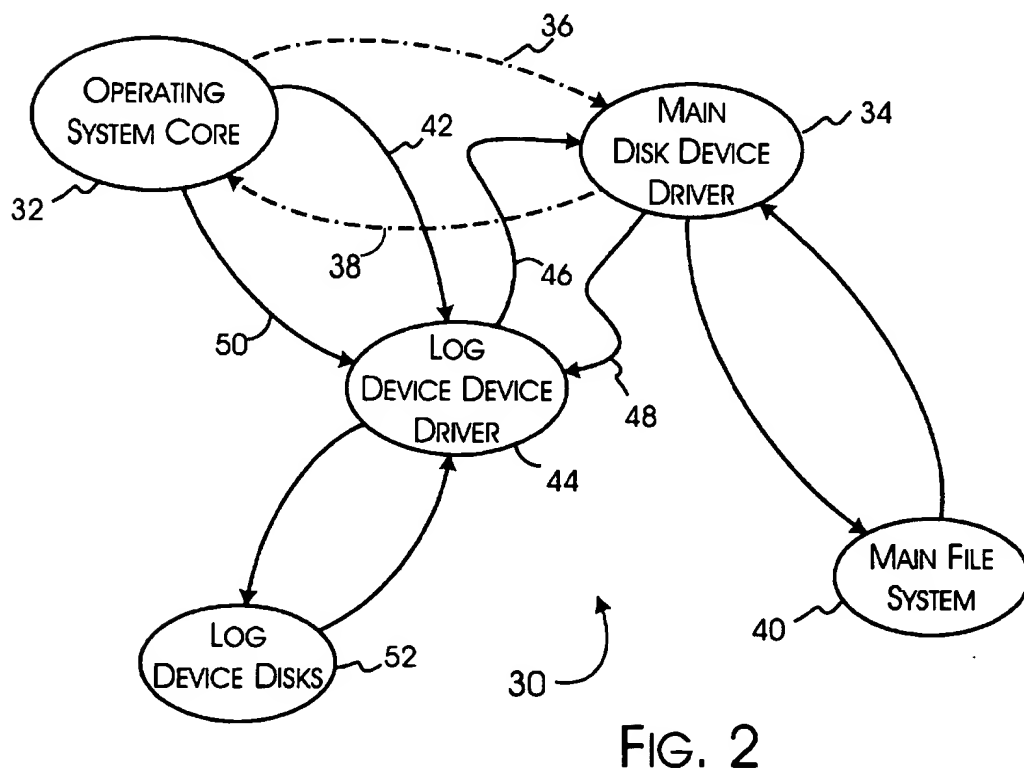 36
OPERATING
SYSTEM CORE
32
42
MAIN
DISK DEVICE
DRIVER
34
38
46
50
LOG
DEVICE DEVICE
DRIVER
44
48
LOG
DEVICE DISKS
52
MAIN FILE
SYSTEM
40
30
FIG. 2